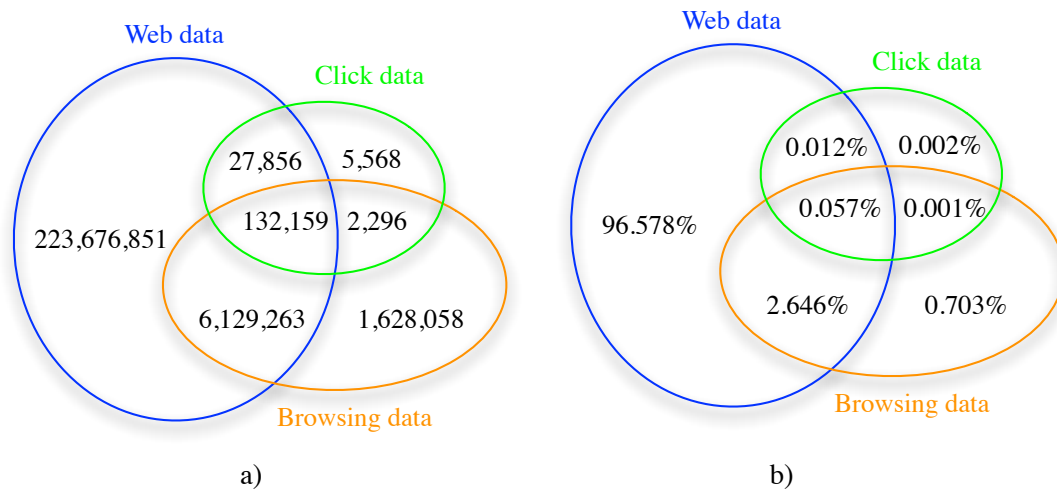 Web data
Click data
27,856
5,568
132,159
2,296
223,676,851
6,129,263
1,628,058
Browsing data
a)
Web data
Click data
0.012%
0.002%
0.057%
0.001%
96.578%
2.646%
0.703%
Browsing data
b)